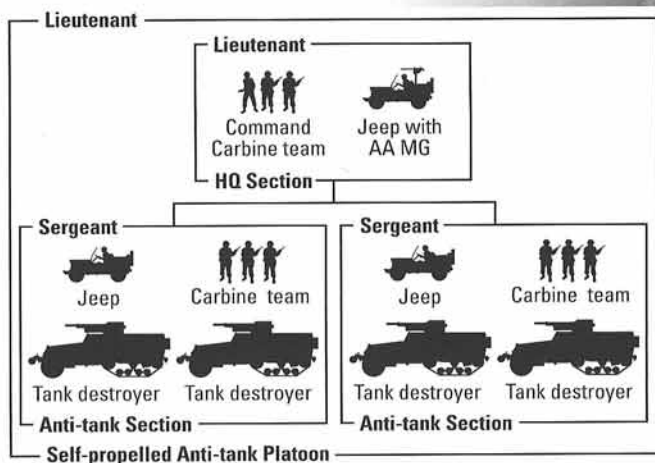 Lieutenant
Lieutenant
Command
Carbine team
Jeep with
AA MG
HQ Section
Sergeant
Jeep
Carbine team
Tank destroyer
Tank destroyer
Anti-tank Section
Sergeant
Jeep
Carbine team
Tank destroyer
Tank destroyer
Anti-tank Section
Self-propelled Anti-tank Platoon